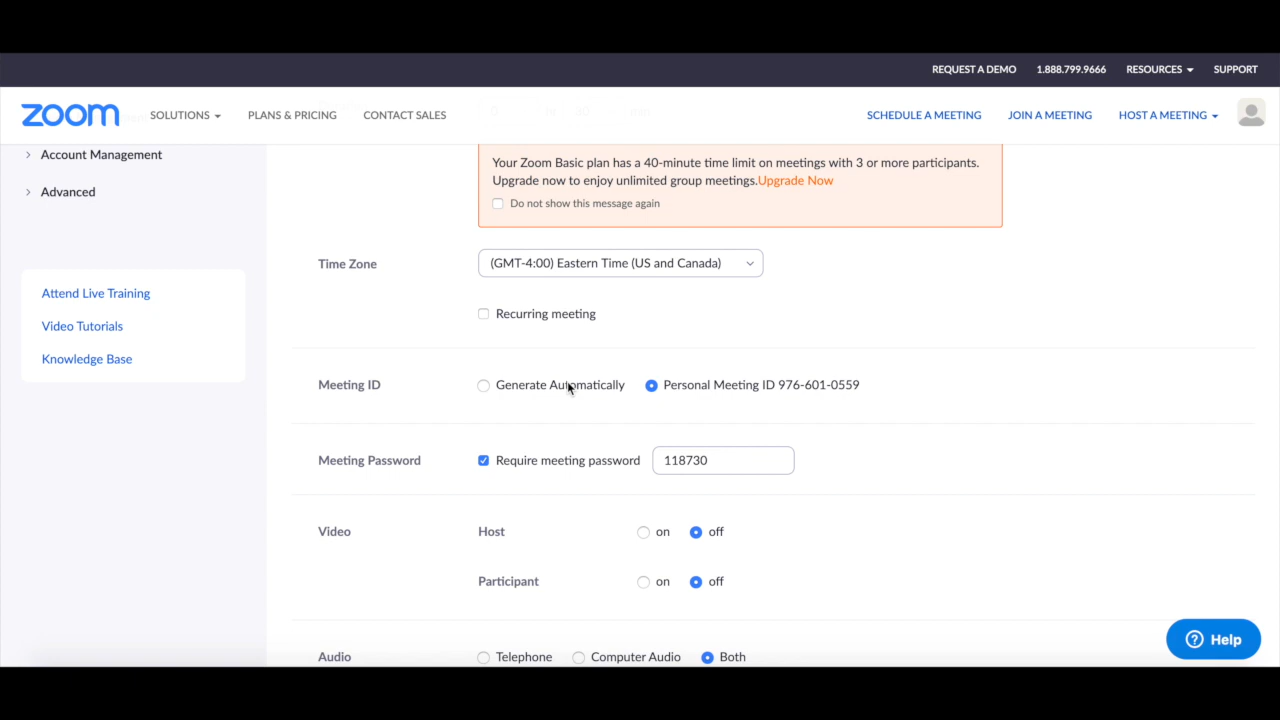 REQUEST A DEMO 1.888.799.9666 RESOURCES SUPPORT
zoom SOLUTIONS PLANS & PRICING CONTACT SALES SCHEDULE A MEETING JOIN A MEETING HOST A MEETING
Account Management
Your Zoom Basic plan has a 40-minute time limit on meetings with 3 or more participants.
Upgrade now to enjoy unlimited group meetings.Upgrade Now
Advanced
Do not show this message again
Time Zone (GMT-4:00) Eastern Time (US and Canada)
Attend Live Training
Recurring meeting
Video Tutorials
Knowledge Base
Meeting ID Generate Automatically Personal Meeting ID 976-601-0559
Meeting Password Require meeting password 118730
Video Host on off
Participant on off
Help
Audio Telephone Computer Audio Both